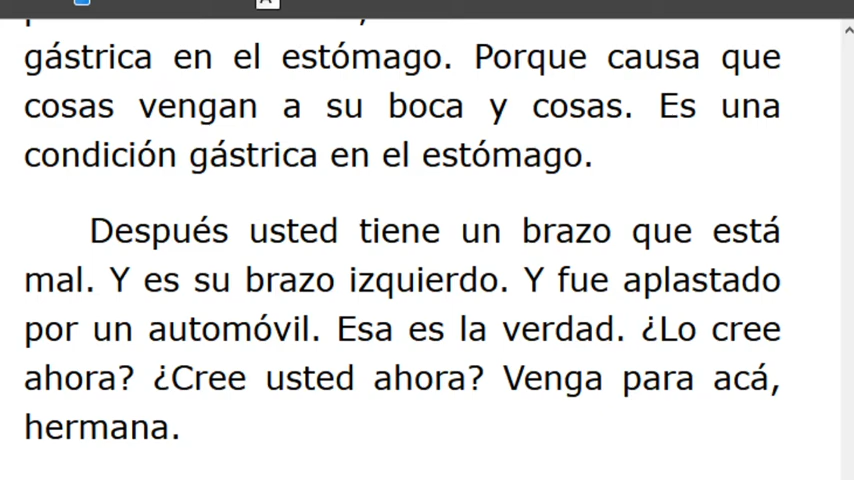 gástrica en el estómago. Porque causa que
cosas vengan a su boca y cosas. Es una
condición gástrica en el estómago.
Después usted tiene un brazo que está
mal. Y es su brazo izquierdo. Y fue aplastado
por un automóvil. Esa es la verdad. ¿Lo cree
ahora? ¿Cree usted ahora? Venga para acá,
hermana.